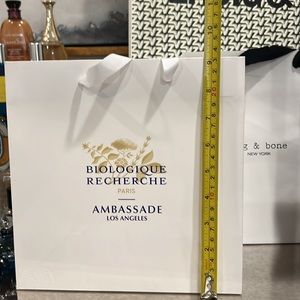 BIOLOGIQUE
RECHERCHE
PARIS
AMBASSADE
LOS ANGELES
g & bone
NEW YORK